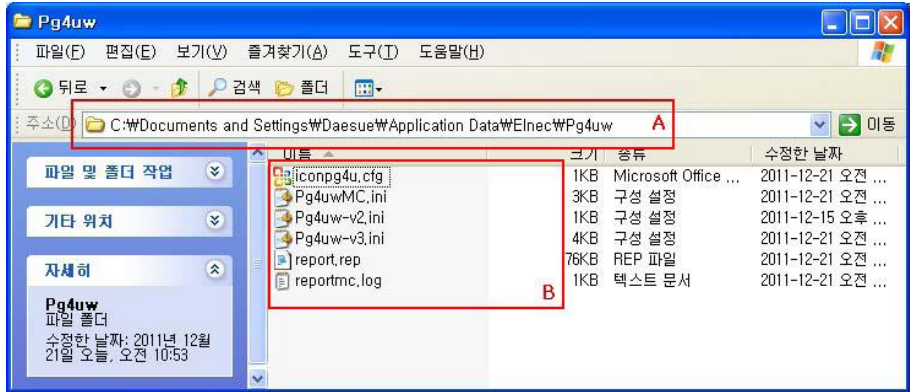 Pg4uw
파일(F) 편집(E) 보기(V) 즐겨찾기(A) 도구(T) 도움말(H)
뒤로 검색 폴더
주소(D) C:₩Documents and Settings₩Daesue₩Application Data₩Elnec₩Pg4uw A 이동
파일 및 폴더 작업
기타 위치
자세히
Pg4uw
파일 폴더
수정한 날짜: 2011년 12월
21일 오늘, 오전 10:53
이름 크기 종류 수정한 날짜
iconpg4u.cfg 1KB Microsoft Office ... 2011-12-21 오전 ...
Pg4uwMC.ini 3KB 구성 설정 2011-12-21 오전 ...
Pg4uw-v2.ini 1KB 구성 설정 2011-12-15 오후 ...
Pg4uw-v3.ini 4KB 구성 설정 2011-12-21 오전 ...
report.rep 76KB REP 파일 2011-12-21 오전 ...
reportmc.log 1KB 텍스트 문서 2011-12-21 오전 ...
B